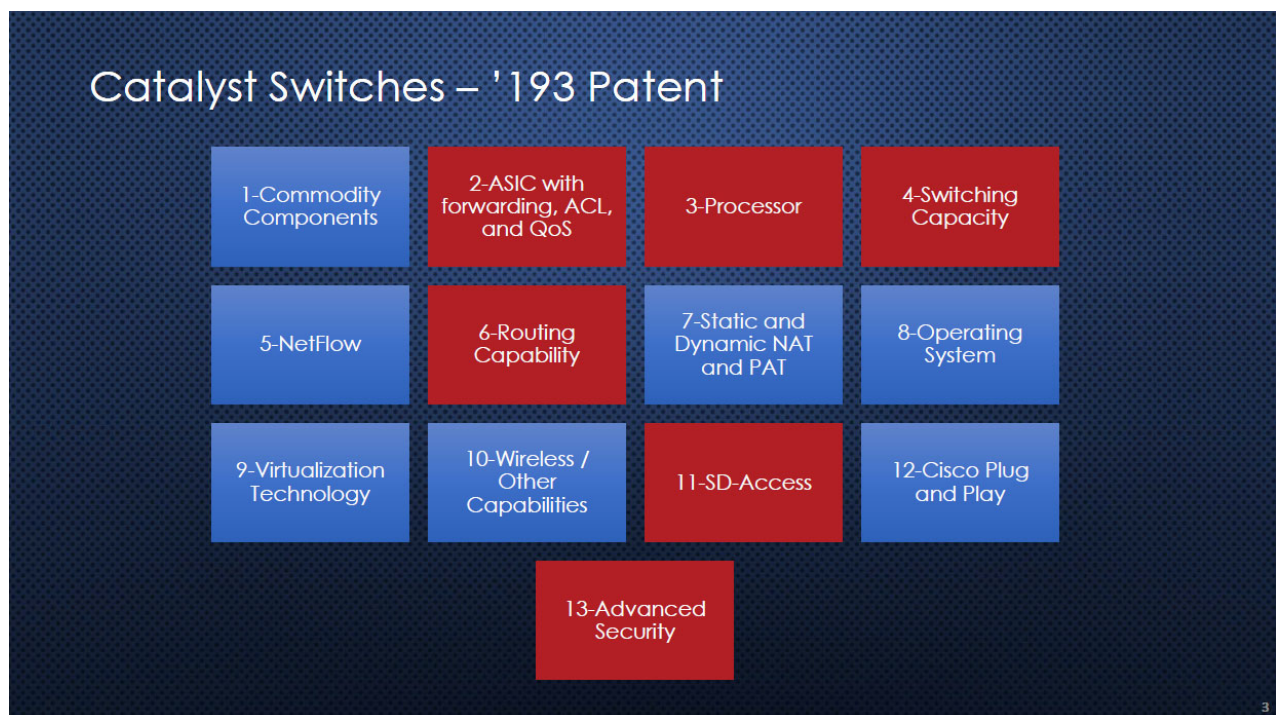 Catalyst Switches – ’193 Patent
1-Commodity
Components
2-ASIC with
forwarding, ACL,
and QoS
3-Processor
4-Switching
Capacity
5-NetFlow
6-Routing
Capability
7-Static and
Dynamic NAT
and PAT
8-Operating
System
9-Virtualization
Technology
10-Wireless /
Other
Capabilities
11-SD-Access
12-Cisco Plug
and Play
13-Advanced
Security
3